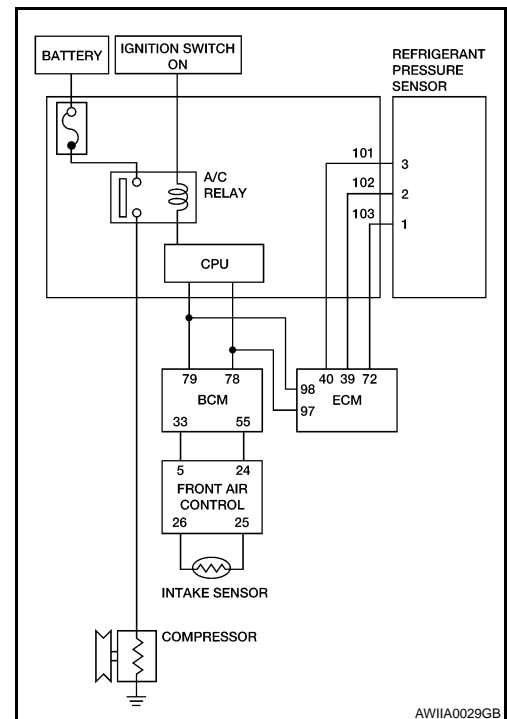 BATTERY
IGNITION SWITCH
ON
REFRIGERANT
PRESSURE
SENSOR
A/C
RELAY
101
3
102
2
103
1
CPU
79 78
BCM
33 55
40 39 72
98
ECM
97
5 24
FRONT AIR
CONTROL
26 25
INTAKE SENSOR
COMPRESSOR
AWIIA0029GB